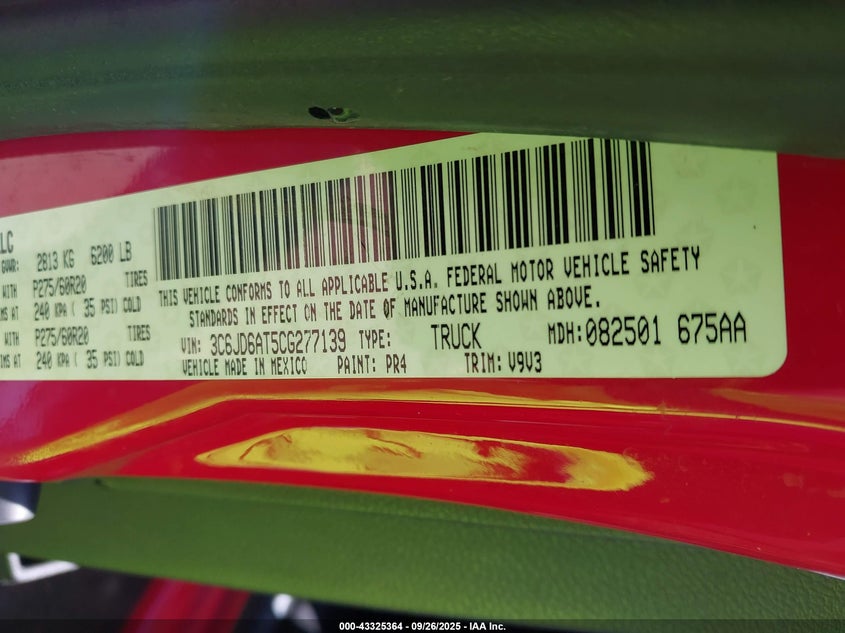 LC
GVWR: 2813 KG 6200 LB
WITH P275/60R20 TIRES
MS AT 240 KPA ( 35 PSI) COLD
WITH P275/60R20 TIRES
MS AT 240 KPA ( 35 PSI) COLD
THIS VEHICLE CONFORMS TO ALL APPLICABLE U.S.A. FEDERAL MOTOR VEHICLE SAFETY
STANDARDS IN EFFECT ON THE DATE OF MANUFACTURE SHOWN ABOVE.
VIN: 3C6JD6AT5CG277139 TYPE: TRUCK MDH:082501 675AA
VEHICLE MADE IN MEXICO PAINT: PR4 TRIM: V9V3
000-43325364 - 09/26/2025 - IAA Inc.